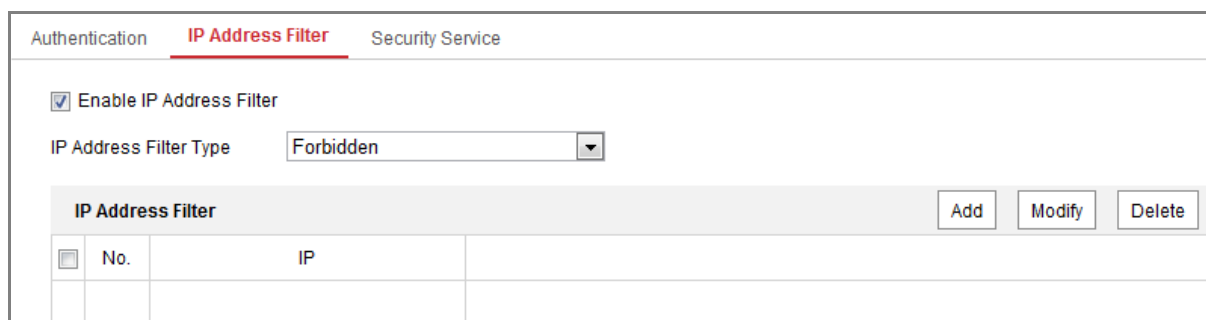 Authentication IP Address Filter Security Service
Enable IP Address Filter
IP Address Filter Type Forbidden
IP Address Filter Add Modify Delete
No. IP